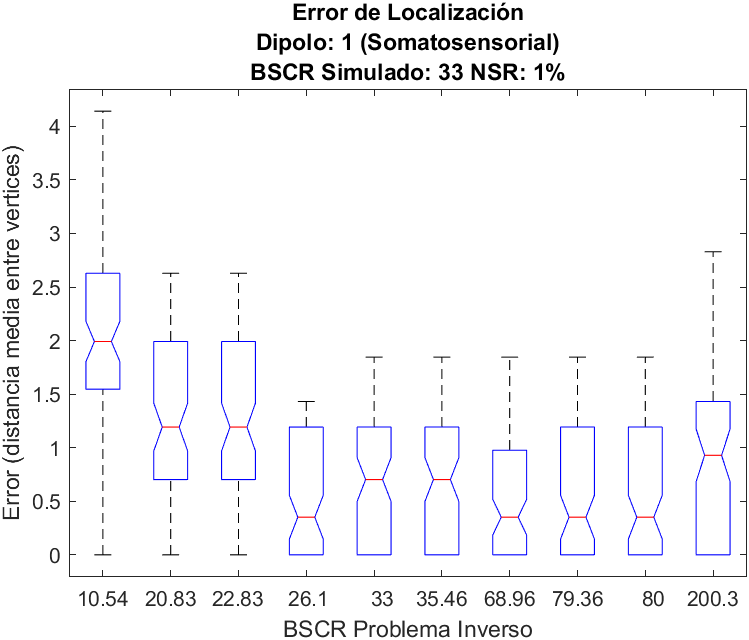 Error de Localización
Dipolo: 1 (Somatosensorial)
BSCR Simulado: 33 NSR: 1%
Error (distancia media entre vertices)
4
3.5
3
2.5
2
1.5
1
0.5
0
10.54 20.83 22.83 26.1 33 35.46 68.96 79.36 80 200.3
BSCR Problema Inverso